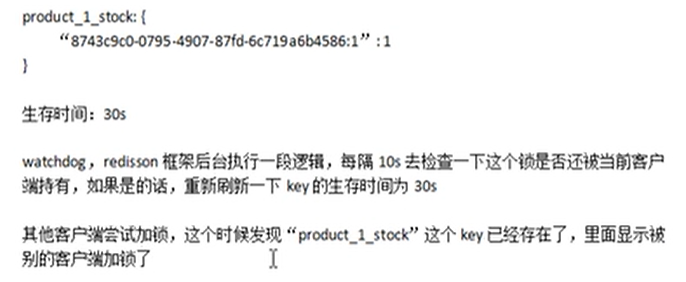 product_1_stock: {
“8743c9c0-0795-4907-87fd-6c719a6b4586:1” : 1
}
生存时间：30s
watchdog，redisson 框架后台执行一段逻辑，每隔 10s 去检查一下这个锁是否还被当前客户
端持有，如果是的话，重新刷新一下 key 的生存时间为 30s
其他客户端尝试加锁，这个时候发现“product_1_stock”这个 key 已经存在了，里面显示被
别的客户端加锁了